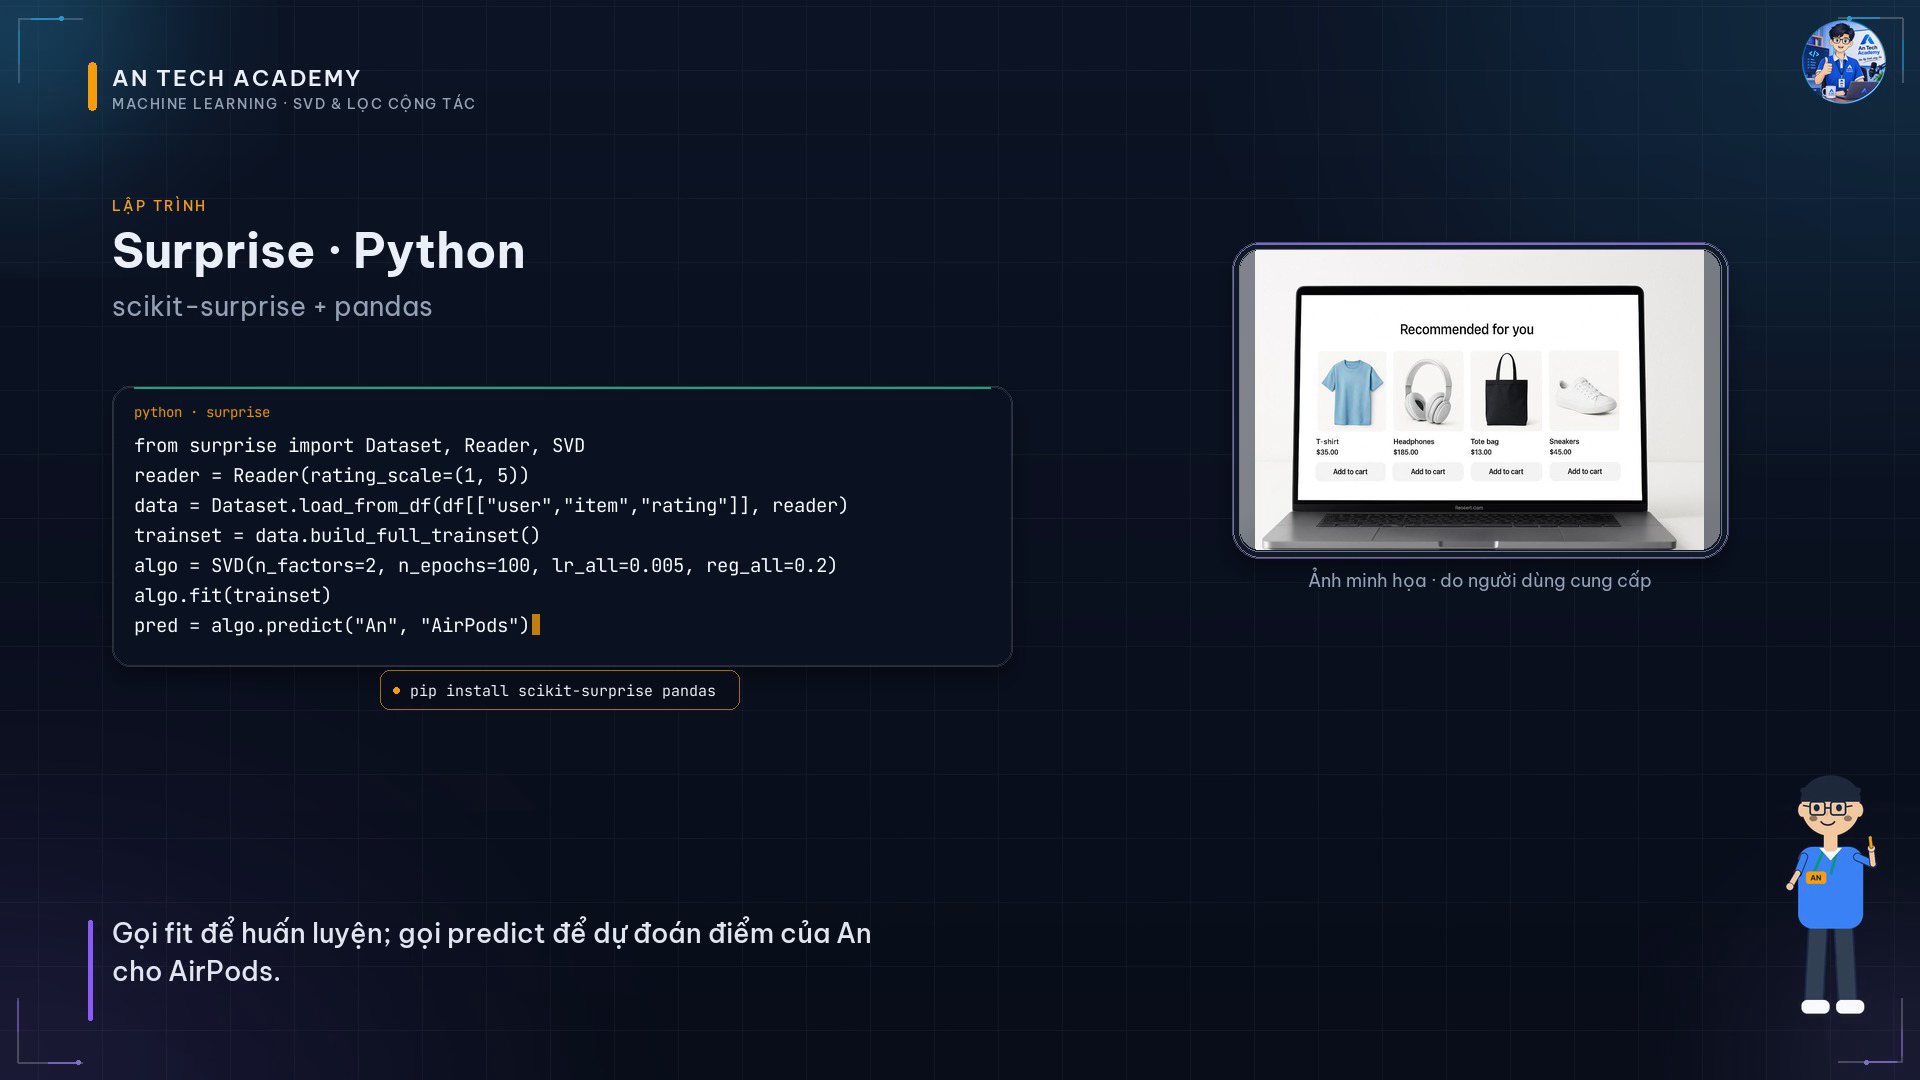 AN TECH ACADEMY
MACHINE LEARNING · SVD & LỌC CỘNG TÁC
An Tech
Academy
LẬP TRÌNH
Surprise · Python
scikit-surprise + pandas
python · surprise
from surprise import Dataset, Reader, SVD
reader = Reader(rating_scale=(1, 5))
data = Dataset.load_from_df(df[["user","item","rating"]], reader)
trainset = data.build_full_trainset()
algo = SVD(n_factors=2, n_epochs=100, lr_all=0.005, reg_all=0.2)
algo.fit(trainset)
pred = algo.predict("An", "AirPods")
pip install scikit-surprise pandas
Recommended for you
T-shirt Headphones Tote bag Sneakers
$35.00 $185.00 $13.00 $45.00
Add to cart Add to cart Add to cart Add to cart
Ảnh minh họa · do người dùng cung cấp
AN
Gọi fit để huấn luyện; gọi predict để dự đoán điểm của An
cho AirPods.